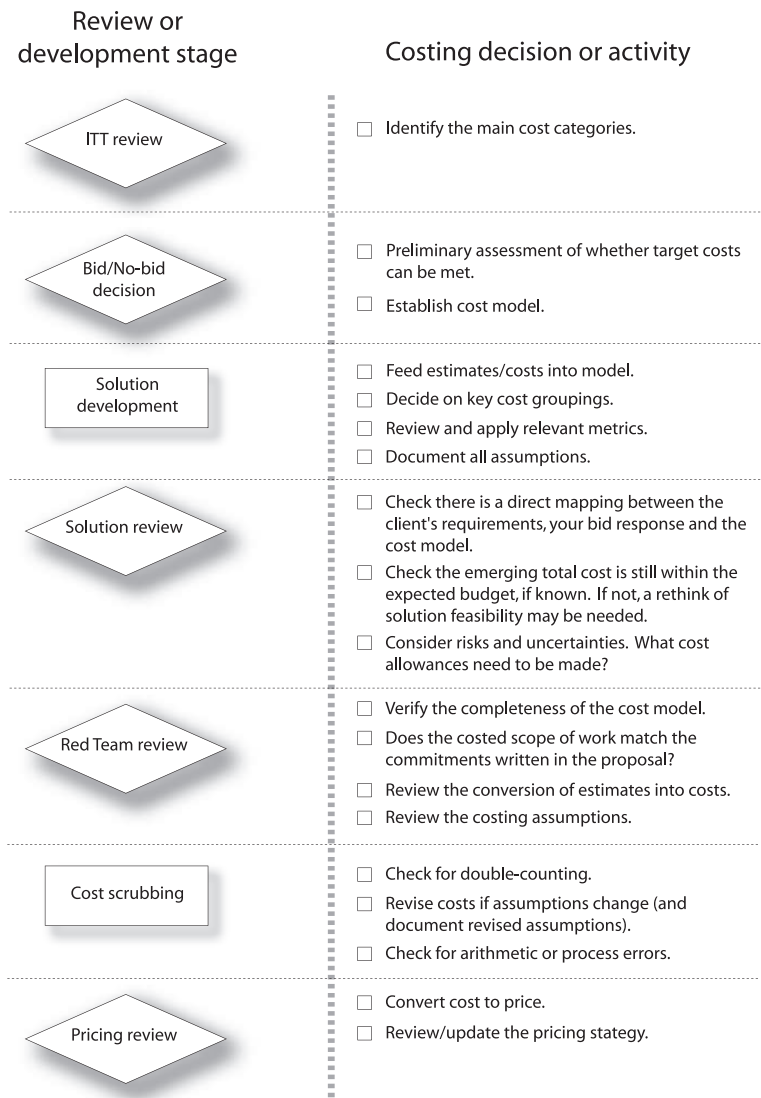 Review or
development stage
Costing decision or activity
ITT review
Identify the main cost categories.
Bid/No-bid
decision
Preliminary assessment of whether target costs
can be met.
Establish cost model.
Solution
development
Feed estimates/costs into model.
Decide on key cost groupings.
Review and apply relevant metrics.
Document all assumptions.
Solution review
Check there is a direct mapping between the
client's requirements, your bid response and the
cost model.
Check the emerging total cost is still within the
expected budget, if known. If not, a rethink of
solution feasibility may be needed.
Consider risks and uncertainties. What cost
allowances need to be made?
Red Team review
Verify the completeness of the cost model.
Does the costed scope of work match the
commitments written in the proposal?
Review the conversion of estimates into costs.
Review the costing assumptions.
Cost scrubbing
Check for double-counting.
Revise costs if assumptions change (and
document revised assumptions).
Check for arithmetic or process errors.
Pricing review
Convert cost to price.
Review/update the pricing stategy.